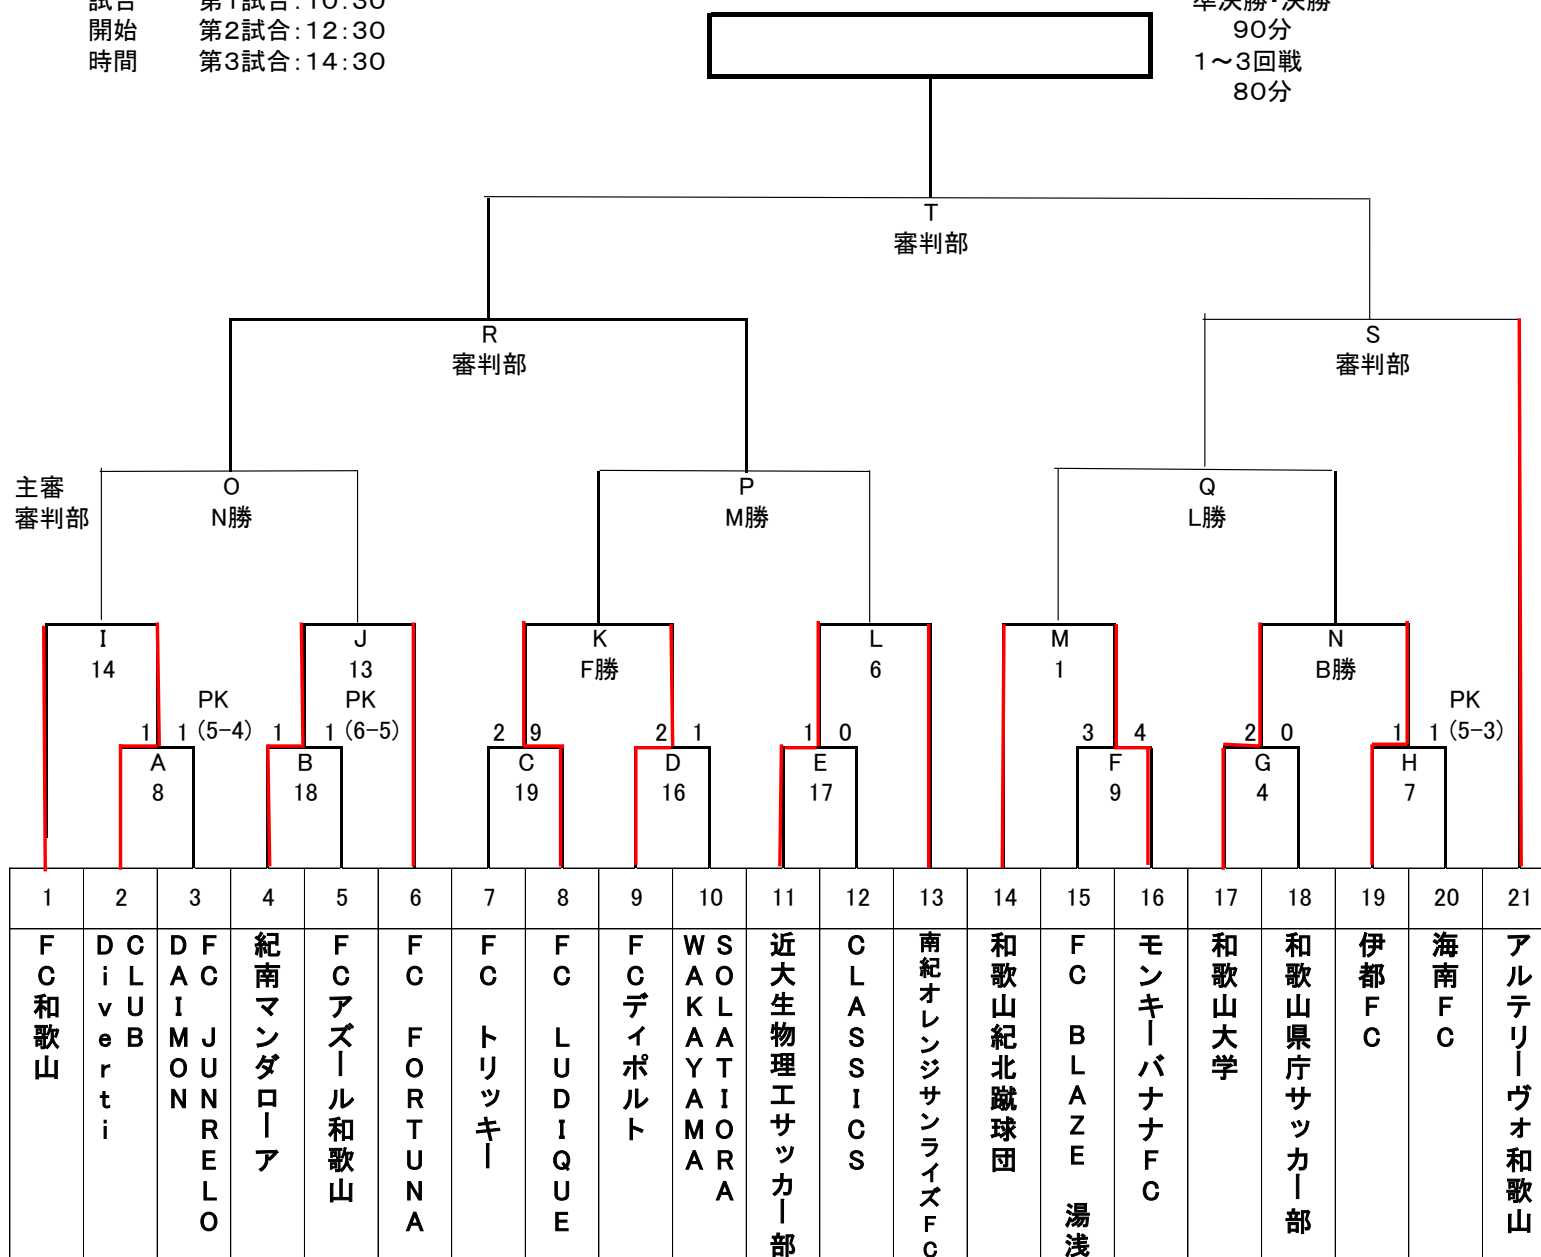 試合 第1試合：10：30
開始 第2試合：12：30
時間 第3試合：14：30
準決勝・決勝
90分
1～3回戦
80分
T
審判部
R
審判部
S
審判部
主審
審判部
O
N勝
P
M勝
Q
L勝
I
14
J
13
K
F勝
L
6
M
1
N
B勝
PK
1 1 (5-4)
PK
1 1 (6-5)
2 9
2 1
1 0
3 4
2 0
PK
1 1 (5-3)
A
8
B
18
C
19
D
16
E
17
F
9
G
4
H
7
1 2 3 4 5 6 7 8 9 10 11 12 13 14 15 16 17 18 19 20 21
FC和歌山
CLUB
Diverti
FC JUNRELO
DAIMON
紀南マンダローア
FCアズール和歌山
FC FORTUNA
FC トリッキー
FC LUDIQUE
FCディポルト
SOLATIORA
WAKAYAMA
近大生物理工サッカー部
CLASSICS
南紀オレンジサンライズFC
和歌山紀北蹴球団
FC BLAZE 湯浅
モンキーバナナFC
和歌山大学
和歌山県庁サッカー部
伊都FC
海南FC
アルテリーヴォ和歌山